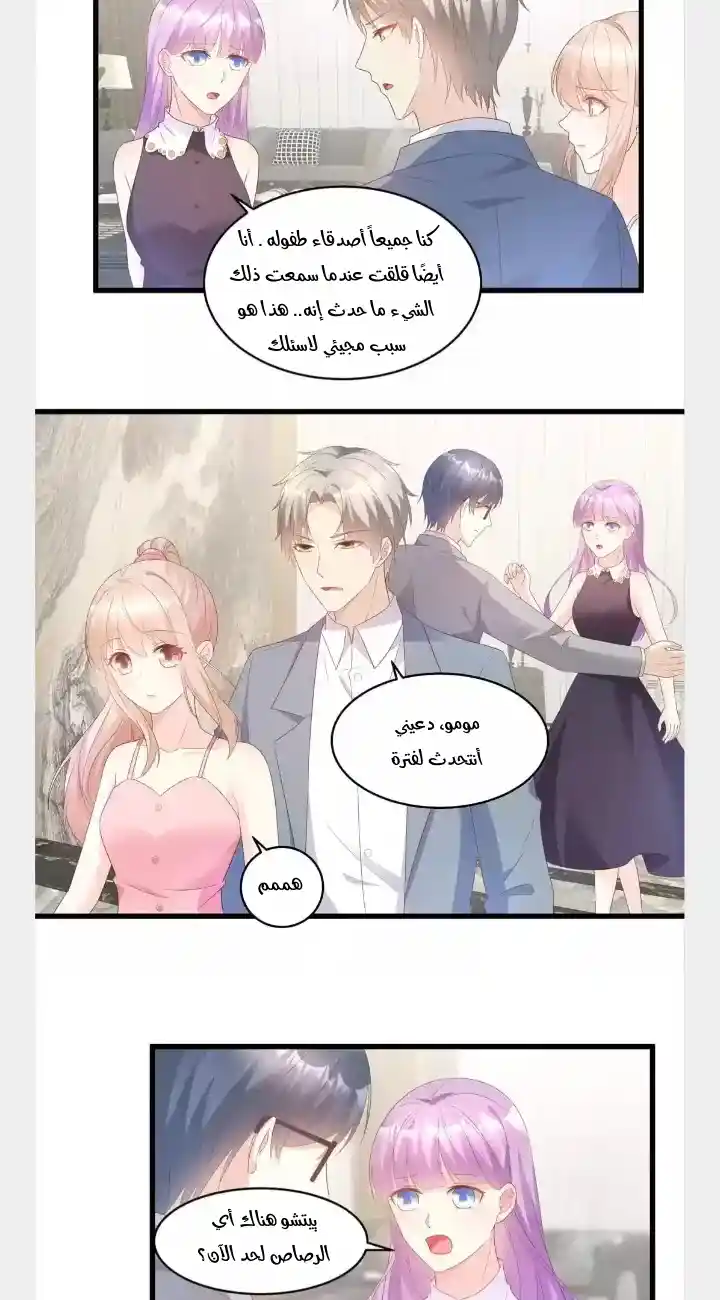 كنا جميعاً أصدقاء طفوله . أنا
أيضًا قلقت عندما سمعت ذلك
الشيء ما حدث إنه.. هذا هو
سبب مجيئي لاسئلك
مومو، دعيني
أتتحدث لفترة
هممم
بيتشو هناك أي
الرصاص لحد الآن؟